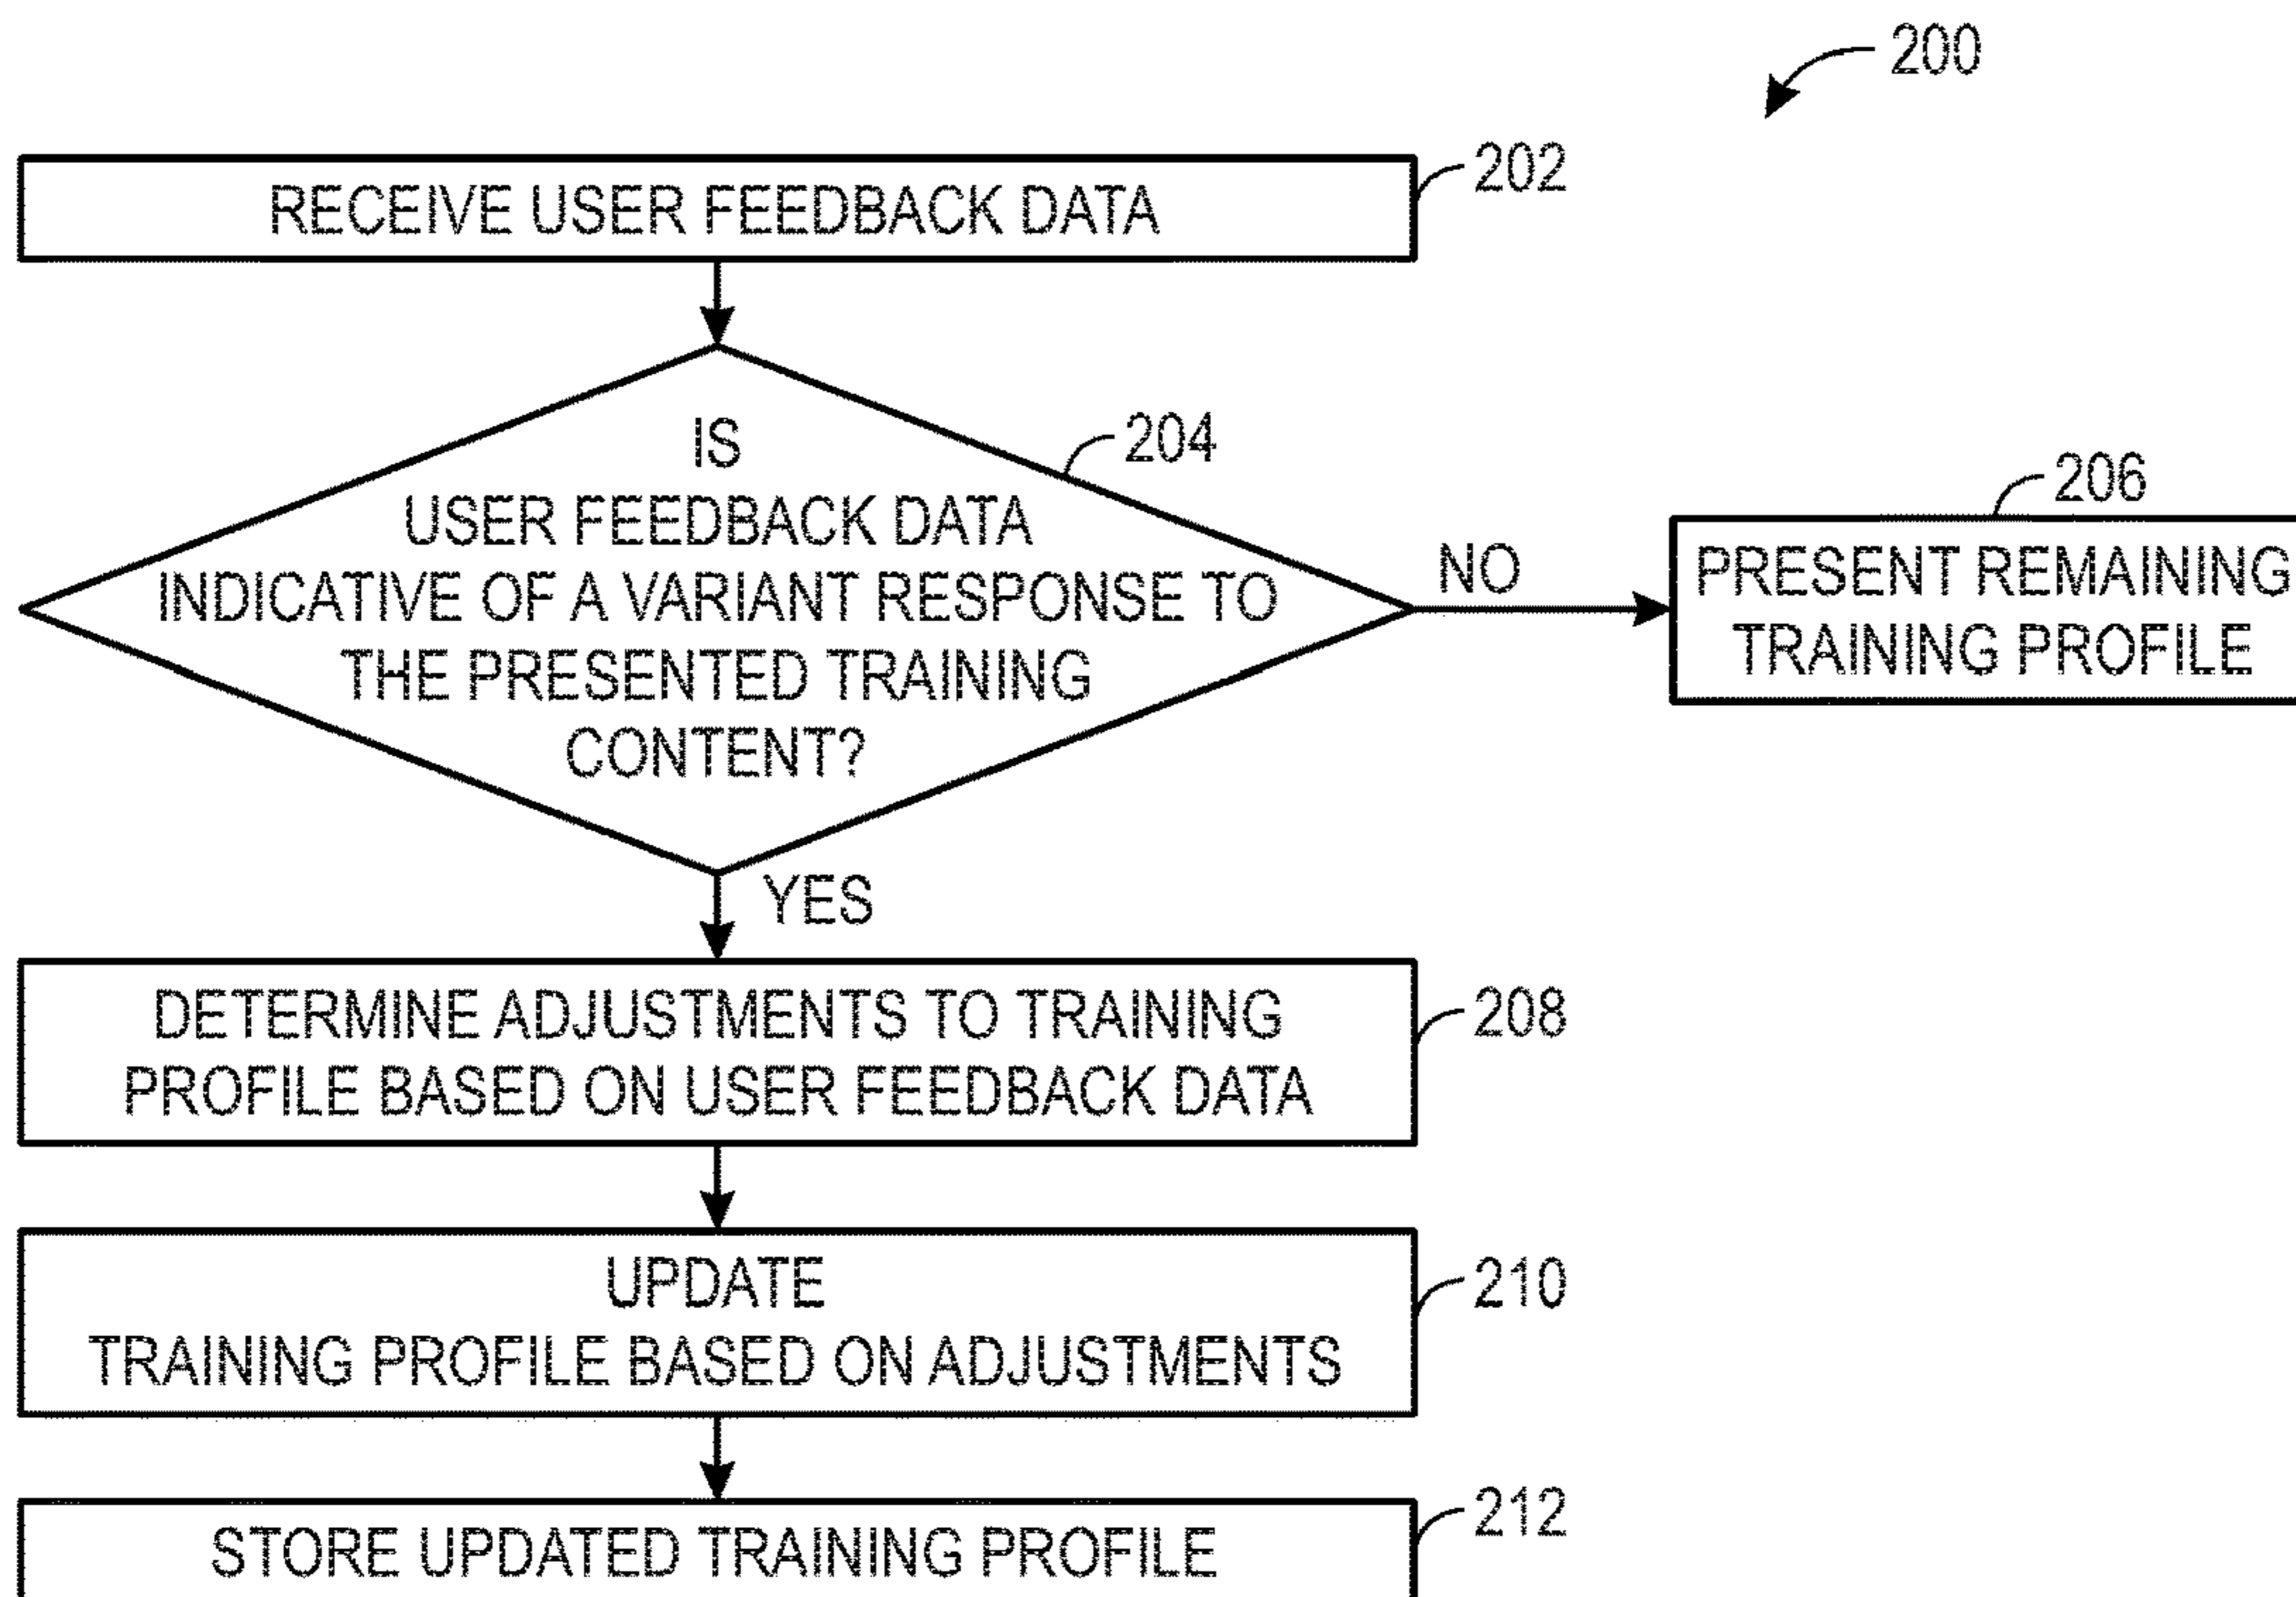 200
RECEIVE USER FEEDBACK DATA
202
IS
USER FEEDBACK DATA
INDICATIVE OF A VARIANT RESPONSE TO
THE PRESENTED TRAINING
CONTENT?
204
NO
206
PRESENT REMAINING
TRAINING PROFILE
YES
DETERMINE ADJUSTMENTS TO TRAINING
PROFILE BASED ON USER FEEDBACK DATA
208
UPDATE
TRAINING PROFILE BASED ON ADJUSTMENTS
210
STORE UPDATED TRAINING PROFILE
212